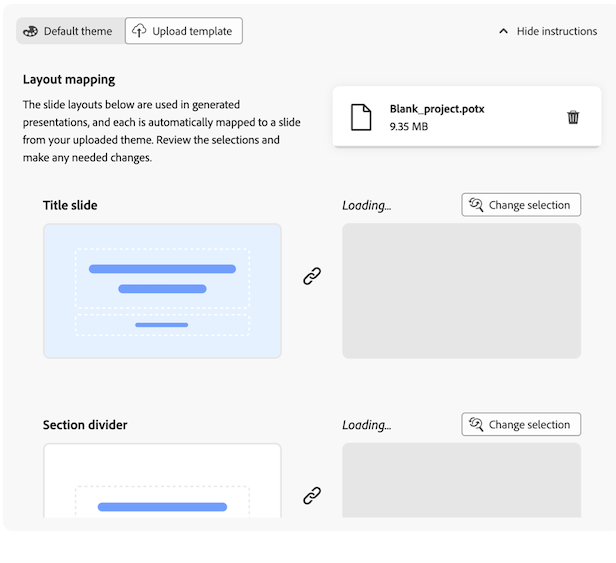 Default theme
Upload template
Hide instructions
Layout mapping
The slide layouts below are used in generated
presentations, and each is automatically mapped to a slide
from your uploaded theme. Review the selections and
make any needed changes.
Blank_project.potx
9.35 MB
Title slide
Loading...
Change selection
Section divider
Loading...
Change selection